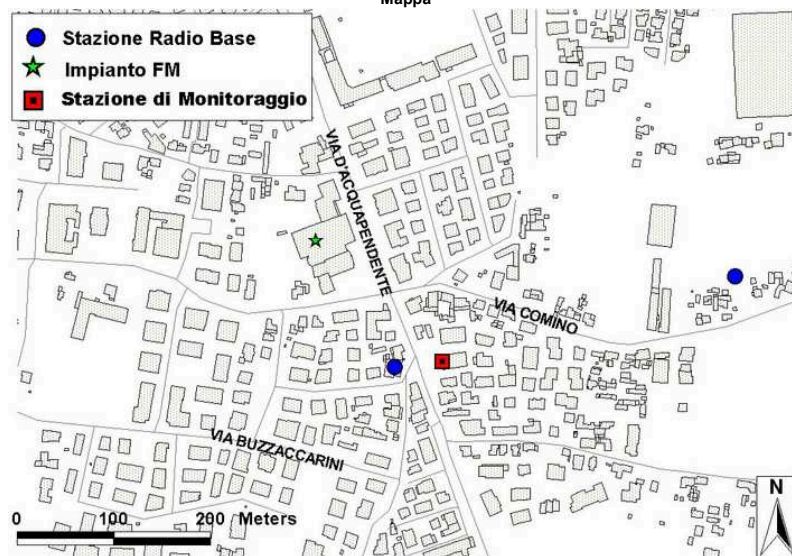 Mappa
Stazione Radio Base
Impianto FM
Stazione di Monitoraggio
VIA D'ACQUAPENDENTE
VIA COMINO
VIA BUZZACCARINI
0 100 200 Meters
N